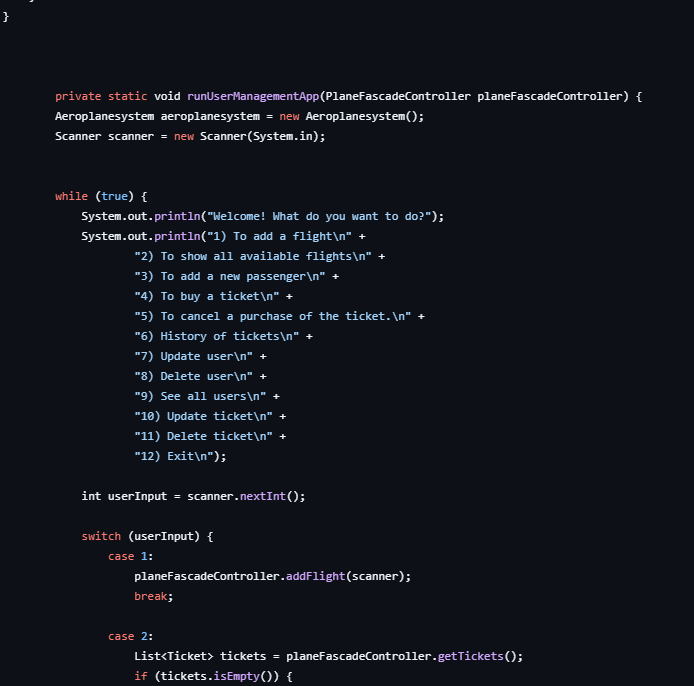 }
private static void runUserManagementApp(PlaneFascadeController planeFascadeController) {
Aeroplanesystem aeroplanesystem = new Aeroplanesystem();
Scanner scanner = new Scanner(System.in);
while (true) {
System.out.println("Welcome! What do you want to do?");
System.out.println("1) To add a flight\n" +
"2) To show all available flights\n" +
"3) To add a new passenger\n" +
"4) To buy a ticket\n" +
"5) To cancel a purchase of the ticket.\n" +
"6) History of tickets\n" +
"7) Update user\n" +
"8) Delete user\n" +
"9) See all users\n" +
"10) Update ticket\n" +
"11) Delete ticket\n" +
"12) Exit\n");
int userInput = scanner.nextInt();
switch (userInput) {
case 1:
planeFascadeController.addFlight(scanner);
break;
case 2:
List<Ticket> tickets = planeFascadeController.getTickets();
if (tickets.isEmpty()) {